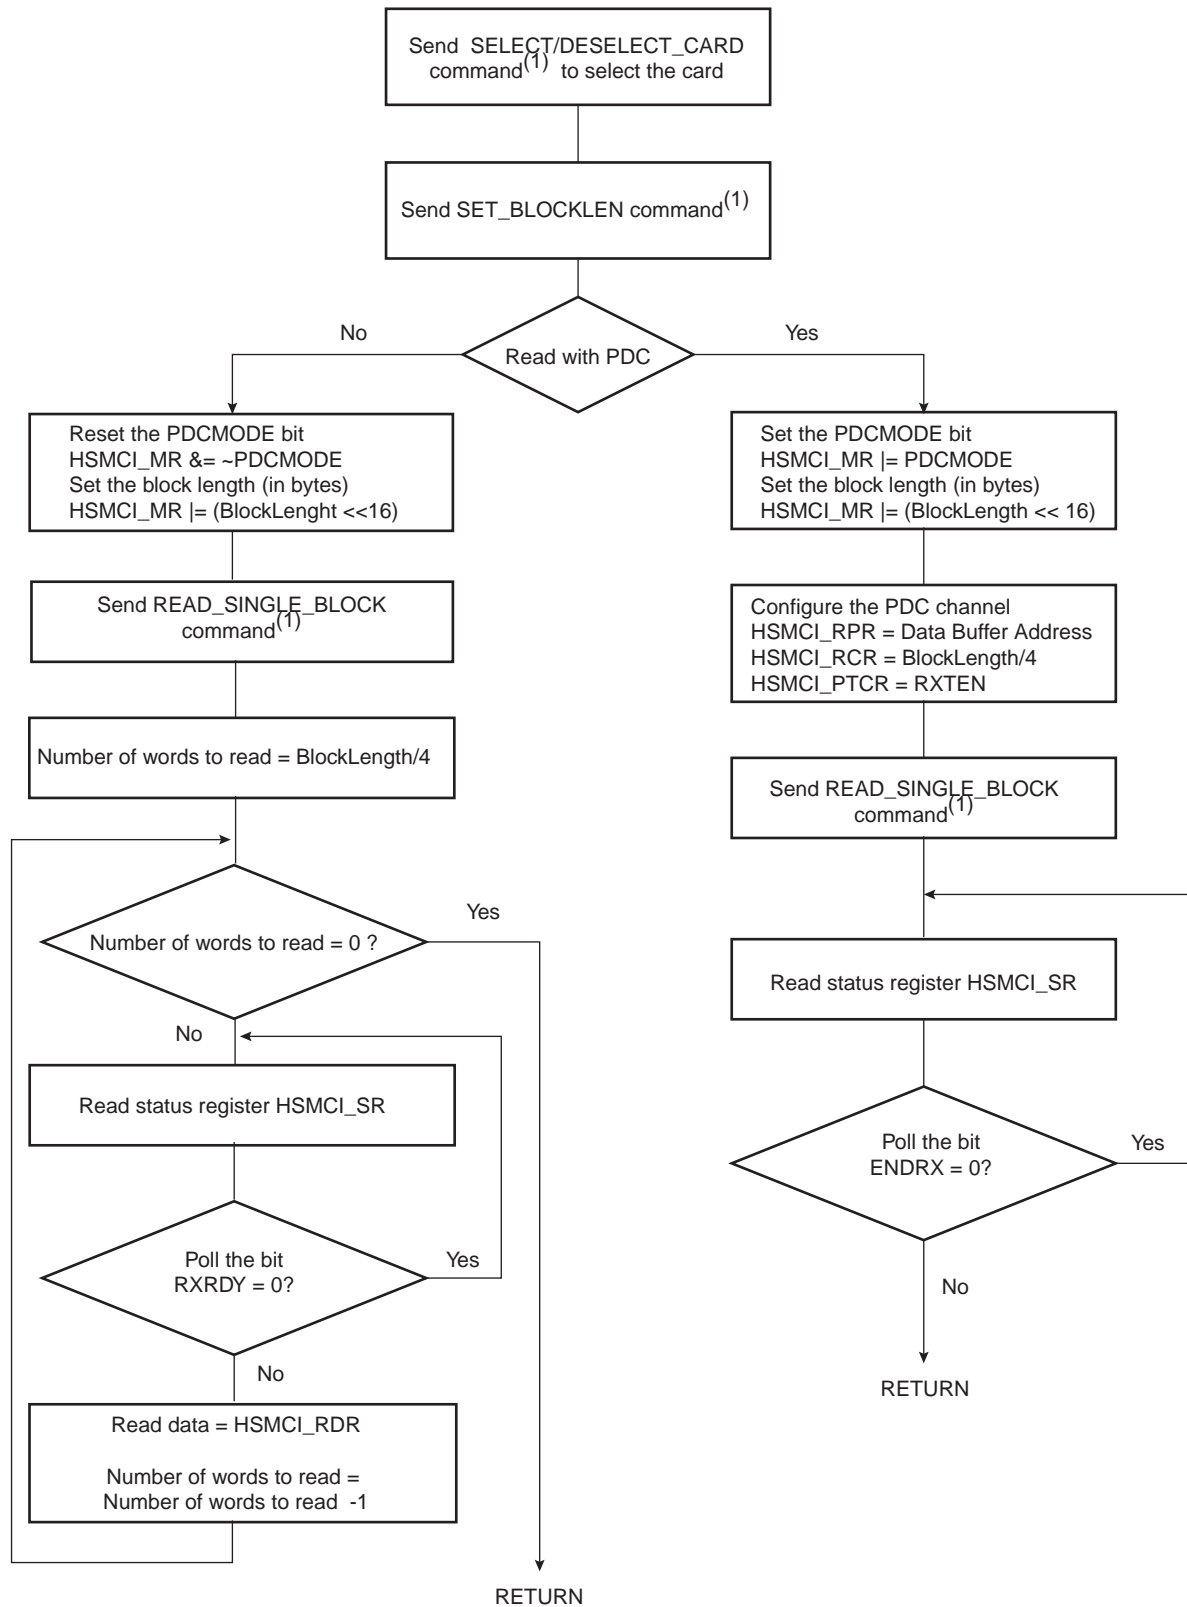 Send SELECT/DESELECT_CARD
command(1) to select the card
Send SET_BLOCKLEN command(1)
No
Yes
Read with PDC
Reset the PDCMODE bit
HSMCI_MR &= ~PDCMODE
Set the block length (in bytes)
HSMCI_MR |= (BlockLenght <<16)
Send READ_SINGLE_BLOCK
command(1)
Number of words to read = BlockLength/4
Number of words to read = 0 ?
Yes
No
Read status register HSMCI_SR
Poll the bit
RXRDY = 0?
Yes
No
Read data = HSMCI_RDR
Number of words to read =
Number of words to read -1
RETURN
Set the PDCMODE bit
HSMCI_MR |= PDCMODE
Set the block length (in bytes)
HSMCI_MR |= (BlockLength << 16)
Configure the PDC channel
HSMCI_RPR = Data Buffer Address
HSMCI_RCR = BlockLength/4
HSMCI_PTCR = RXTEN
Send READ_SINGLE_BLOCK
command(1)
Read status register HSMCI_SR
Poll the bit
ENDRX = 0?
Yes
No
RETURN